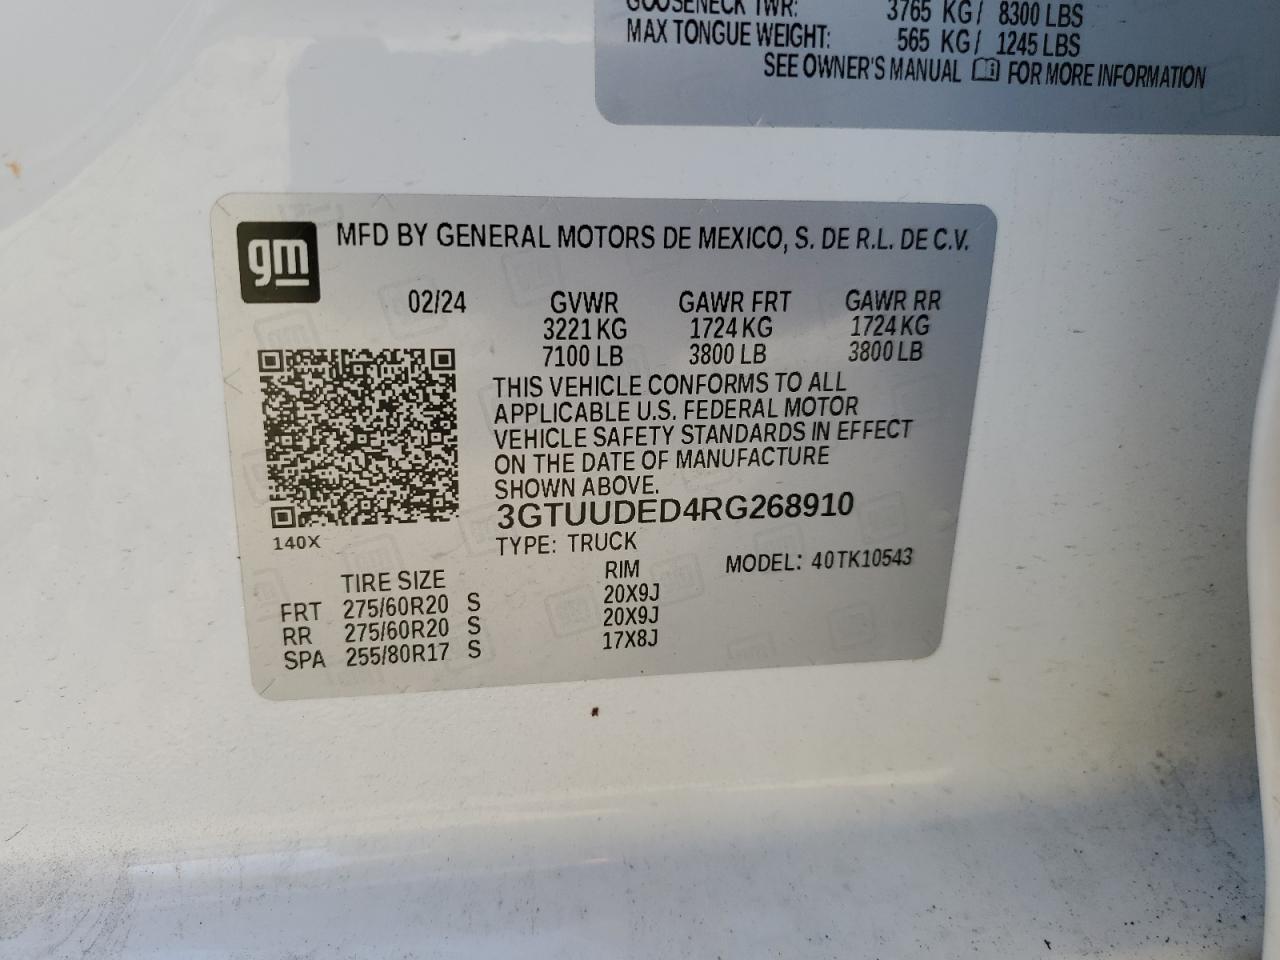 GOOSENECK TWR: 3765 KG/ 8300 LBS
MAX TONGUE WEIGHT: 565 KG/ 1245 LBS
SEE OWNER'S MANUAL FOR MORE INFORMATION
gm
MFD BY GENERAL MOTORS DE MEXICO, S. DE R.L. DE C.V.
02/24 GVWR GAWR FRT GAWR RR
3221 KG 1724 KG 1724 KG
7100 LB 3800 LB 3800 LB
THIS VEHICLE CONFORMS TO ALL
APPLICABLE U.S. FEDERAL MOTOR
VEHICLE SAFETY STANDARDS IN EFFECT
ON THE DATE OF MANUFACTURE
SHOWN ABOVE.
3GTUUDED4RG268910
140X
TYPE: TRUCK MODEL: 40TK10543
TIRE SIZE RIM
FRT 275/60R20 S 20X9J
RR 275/60R20 S 20X9J
SPA 255/80R17 S 17X8J